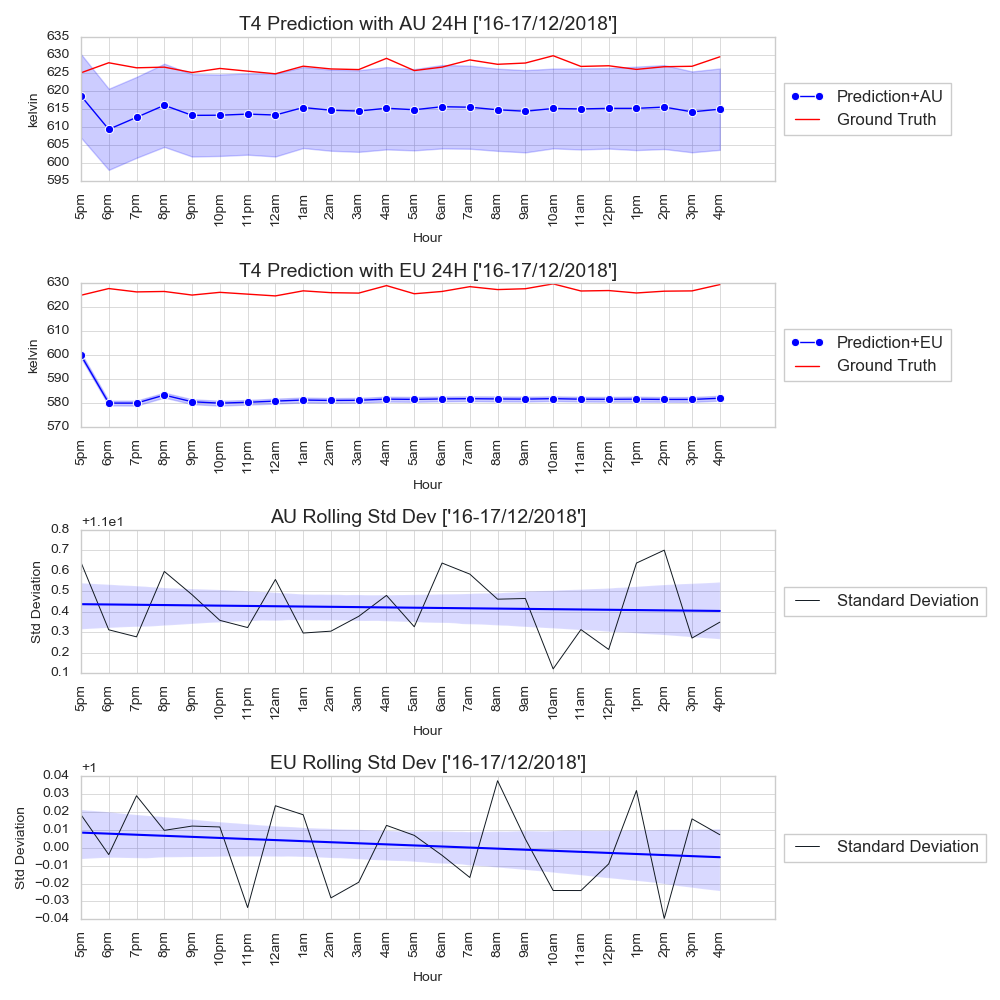 T4 Prediction with AU 24H ['16-17/12/2018']
635
630
625
620
615
610
605
600
595
kelvin
5pm 6pm 7pm 8pm 9pm 10pm 11pm 12am 1am 2am 3am 4am 5am 6am 7am 8am 9am 10am 11am 12pm 1pm 2pm 3pm 4pm
Hour
Prediction+AU
Ground Truth
T4 Prediction with EU 24H ['16-17/12/2018']
630
620
610
600
590
580
570
kelvin
5pm 6pm 7pm 8pm 9pm 10pm 11pm 12am 1am 2am 3am 4am 5am 6am 7am 8am 9am 10am 11am 12pm 1pm 2pm 3pm 4pm
Hour
Prediction+EU
Ground Truth
AU Rolling Std Dev ['16-17/12/2018']
+1.1e1
0.8
0.7
0.6
0.5
0.4
0.3
0.2
0.1
Std Deviation
5pm 6pm 7pm 8pm 9pm 10pm 11pm 12am 1am 2am 3am 4am 5am 6am 7am 8am 9am 10am 11am 12pm 1pm 2pm 3pm 4pm
Hour
Standard Deviation
EU Rolling Std Dev ['16-17/12/2018']
+1
0.04
0.03
0.02
0.01
0.00
−0.01
−0.02
−0.03
−0.04
Std Deviation
5pm 6pm 7pm 8pm 9pm 10pm 11pm 12am 1am 2am 3am 4am 5am 6am 7am 8am 9am 10am 11am 12pm 1pm 2pm 3pm 4pm
Hour
Standard Deviation